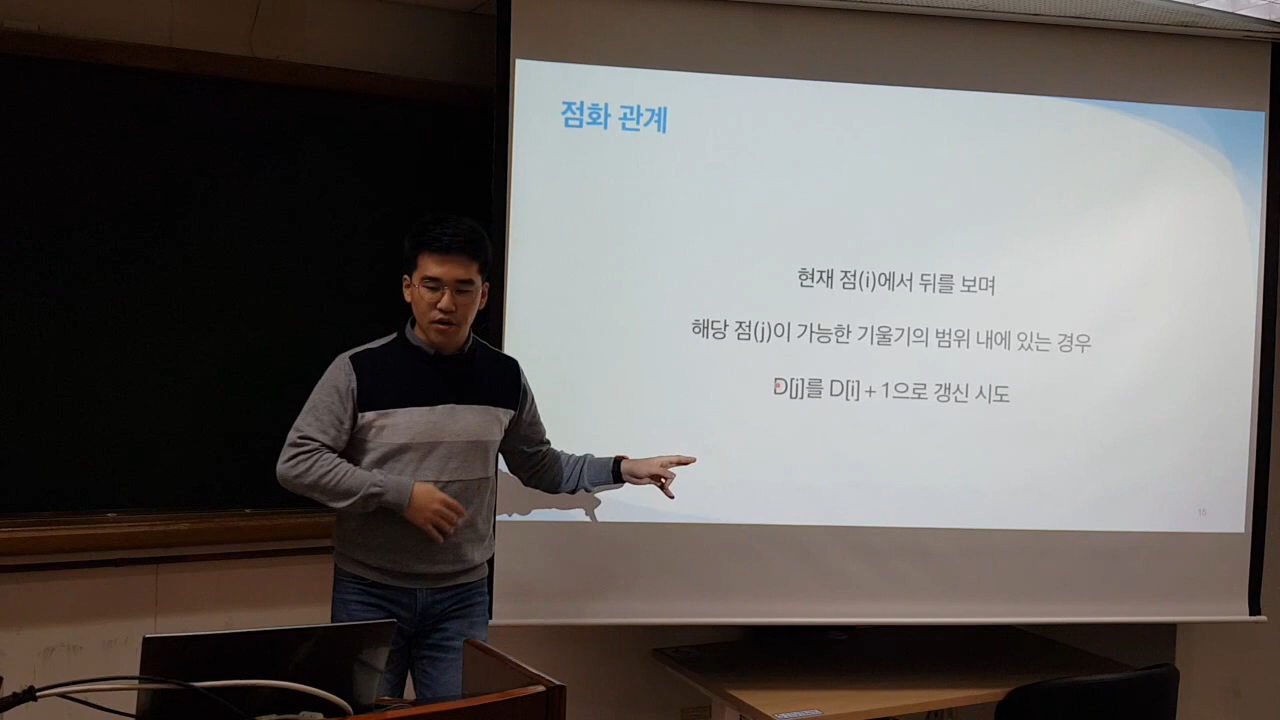 점화 관계
현재 점(i)에서 뒤를 보며
해당 점(j)이 가능한 기울기의 범위 내에 있는 경우
D[j]를 D[i] + 1으로 갱신 시도